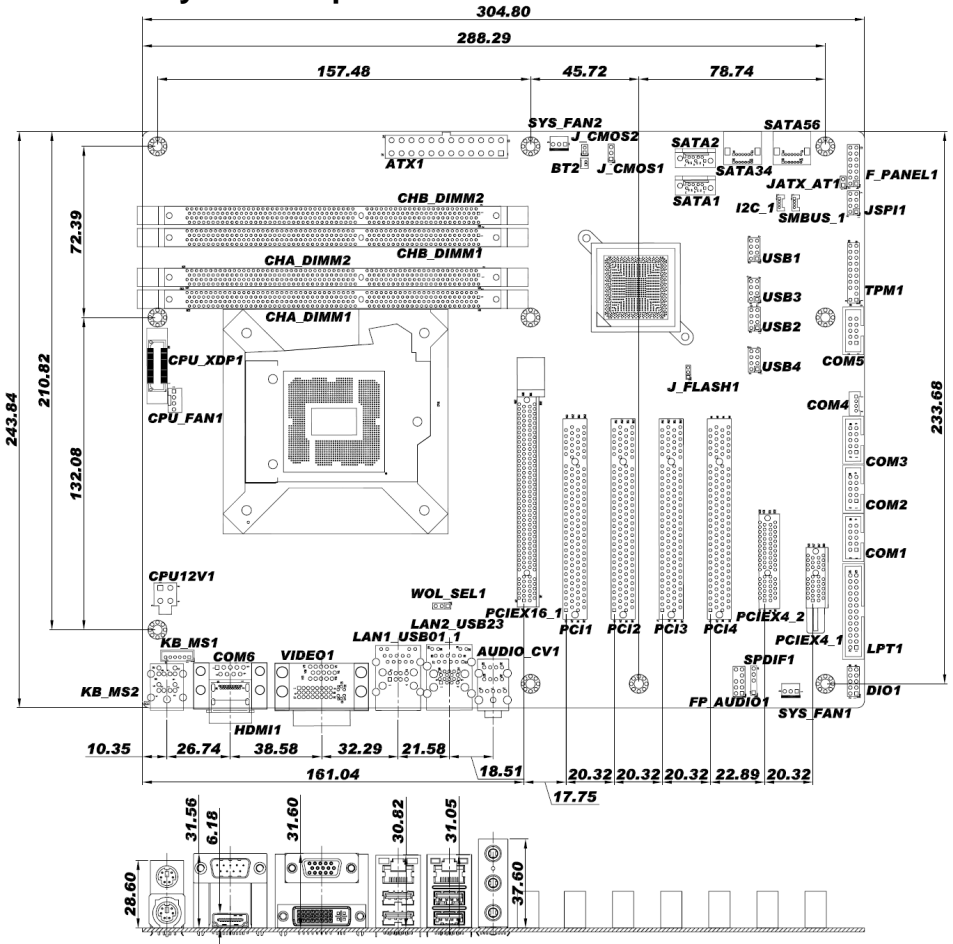 304.80
288.29
157.48
45.72
78.74
SYS_FAN2
J_CMOS2
SATA56
SATA2
ATX1
BT2
J_CMOS1
SATA34
F_PANEL1
JATX_AT1
SATA1
I2C_1
JSPI1
SMBUS_1
CHB_DIMM2
CHB_DIMM1
CHA_DIMM2
CHA_DIMM1
USB1
USB3
TPM1
USB2
COM5
USB4
J_FLASH1
72.39
210.82
243.84
132.08
233.68
CPU_XDP1
CPU_FAN1
COM4
COM3
COM2
COM1
CPU12V1
WOL_SEL1
PCIEX16_1
LAN2_USB23
PCI1
PCI2
PCI3
PCI4
PCIEX4_2
PCIEX4_1
LPT1
KB_MS1
COM6
VIDEO1
LAN1_USB01_1
AUDIO_CV1
SPDIF1
KB_MS2
HDMI1
FP_AUDIO1
DIO1
SYS_FAN1
10.35
26.74
38.58
32.29
21.58
18.51
161.04
20.32
20.32
20.32
22.89
20.32
17.75
28.60
31.56
6.18
31.60
30.82
31.05
37.60